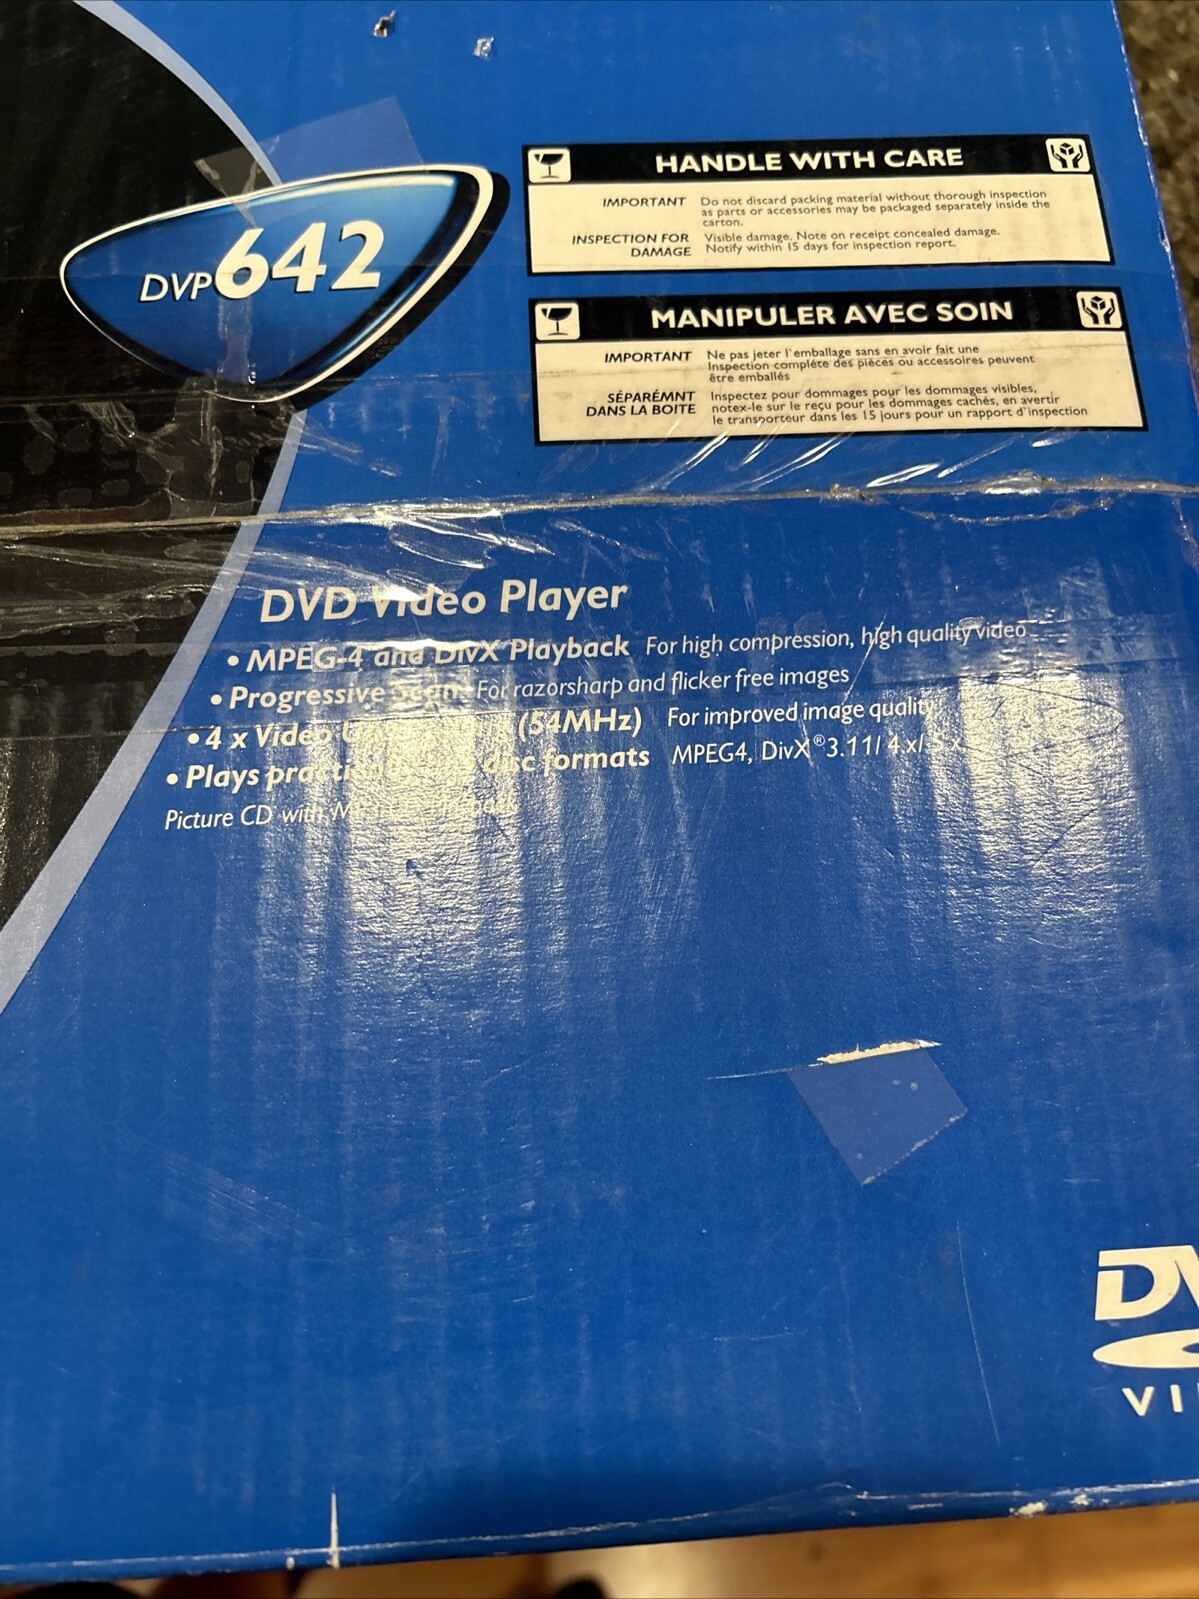 DVP642
HANDLE WITH CARE
IMPORTANT Do not discard packing material without thorough inspection
as parts or accessories may be packaged separately inside the
carton.
INSPECTION FOR Visible damage. Note on receipt concealed damage.
DAMAGE Notify within 15 days for inspection report.
MANIPULER AVEC SOIN
IMPORTANT Ne pas jeter l'emballage sans en avoir fait une
Inspection complète des pièces ou accessoires peuvent
être emballés
SÉPARÉMNT Inspectez pour dommages pour les dommages visibles,
DANS LA BOITE notex-le sur le reçu pour les dommages cachés, en avertir
le transporteur dans les 15 jours pour un rapport d'inspection
DVD Video Player
• MPEG-4 and DivX Playback For high compression, high quality video
• Progressive Scan For razorsharp and flicker free images
• 4 x Video (54MHz) For improved image quality
• Plays disc formats MPEG4, DivX®3.11/ 4.x/ 5.x
Picture CD with